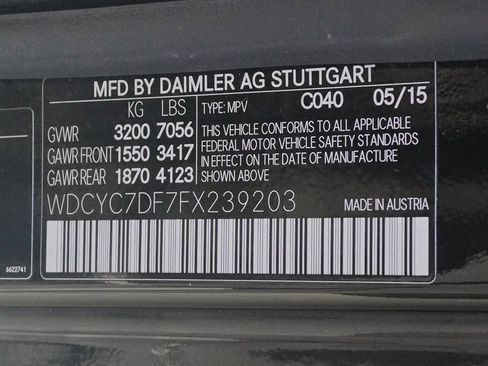 MFD BY DAIMLER AG STUTTGART
KG LBS TYPE: MPV C040 05/15
GVWR 3200 7056
GAWR FRONT 1550 3417
GAWR REAR 1870 4123
THIS VEHICLE CONFORMS TO ALL APPLICABLE
FEDERAL MOTOR VEHICLE SAFETY STANDARDS
IN EFFECT ON THE DATE OF MANUFACTURE
SHOWN ABOVE
WDCYC7DF7FX239203
MADE IN AUSTRIA
6622741